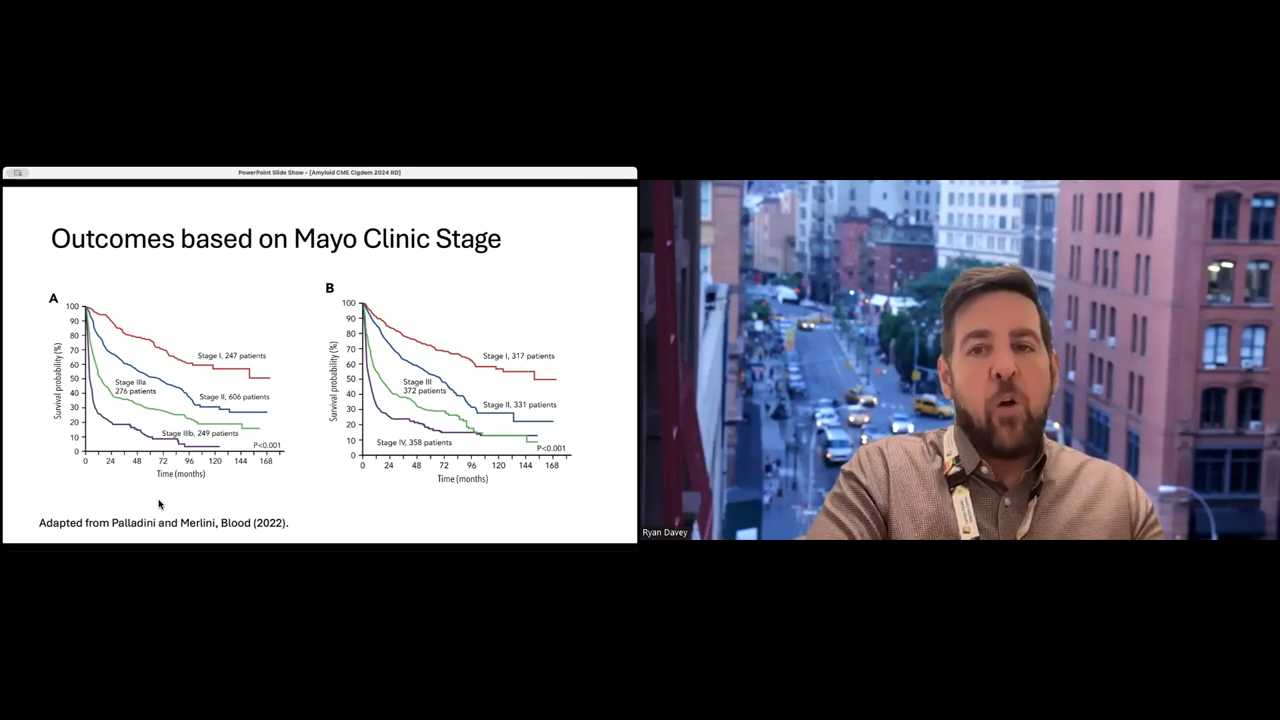 PowerPoint Slide Show - [Amyloid CME Cigdem 2024 RD]
Outcomes based on Mayo Clinic Stage
A
Survival probability (%)
100
90
80
70
60
50
40
30
20
10
0
Stage I, 247 patients
Stage II, 606 patients
Stage IIIa
276 patients
Stage IIIb, 249 patients
P<0.001
0 24 48 72 96 120 144 168
Time (months)
B
Survival probability (%)
100
90
80
70
60
50
40
30
20
10
0
Stage I, 317 patients
Stage II, 331 patients
Stage III
372 patients
Stage IV, 358 patients
P<0.001
0 24 48 72 96 120 144 168
Time (months)
Adapted from Palladini and Merlini, Blood (2022).
Ryan Davey